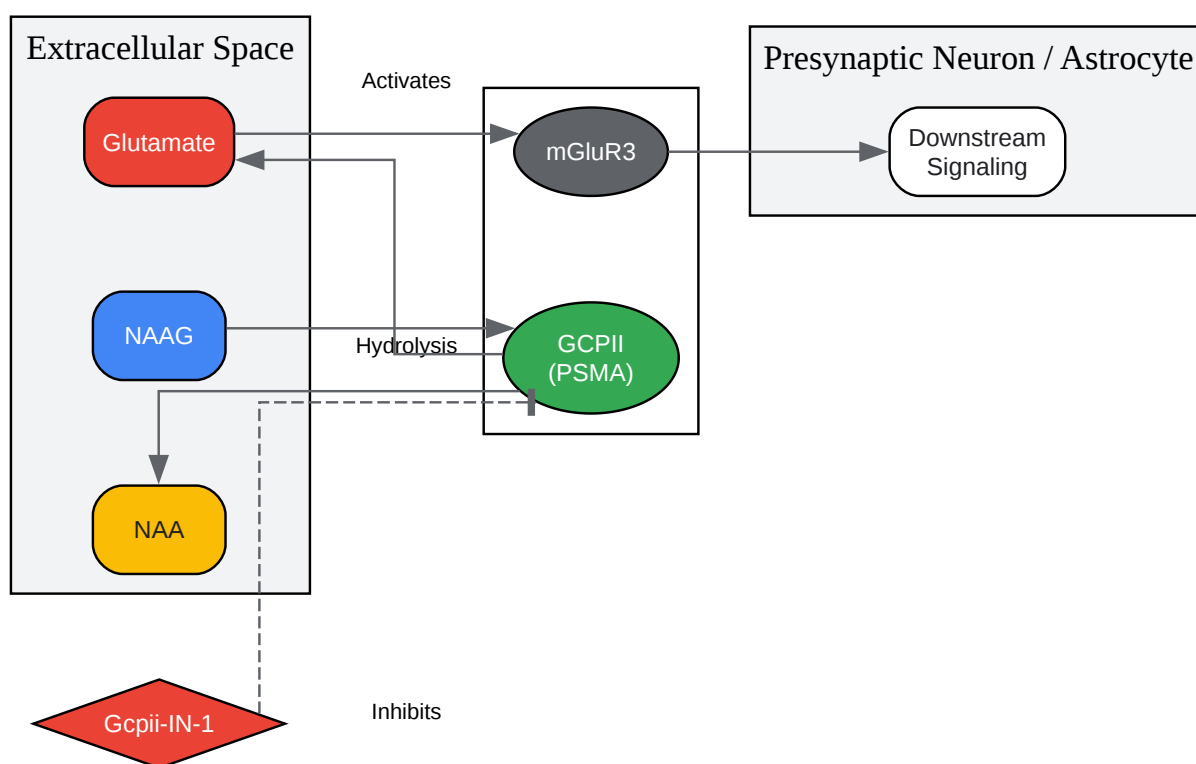 Extracellular Space
Presynaptic Neuron / Astrocyte
Activates
Glutamate
mGluR3
Downstream
Signaling
NAAG
Hydrolysis
GCPII
(PSMA)
NAA
Gcpii-IN-1
Inhibits